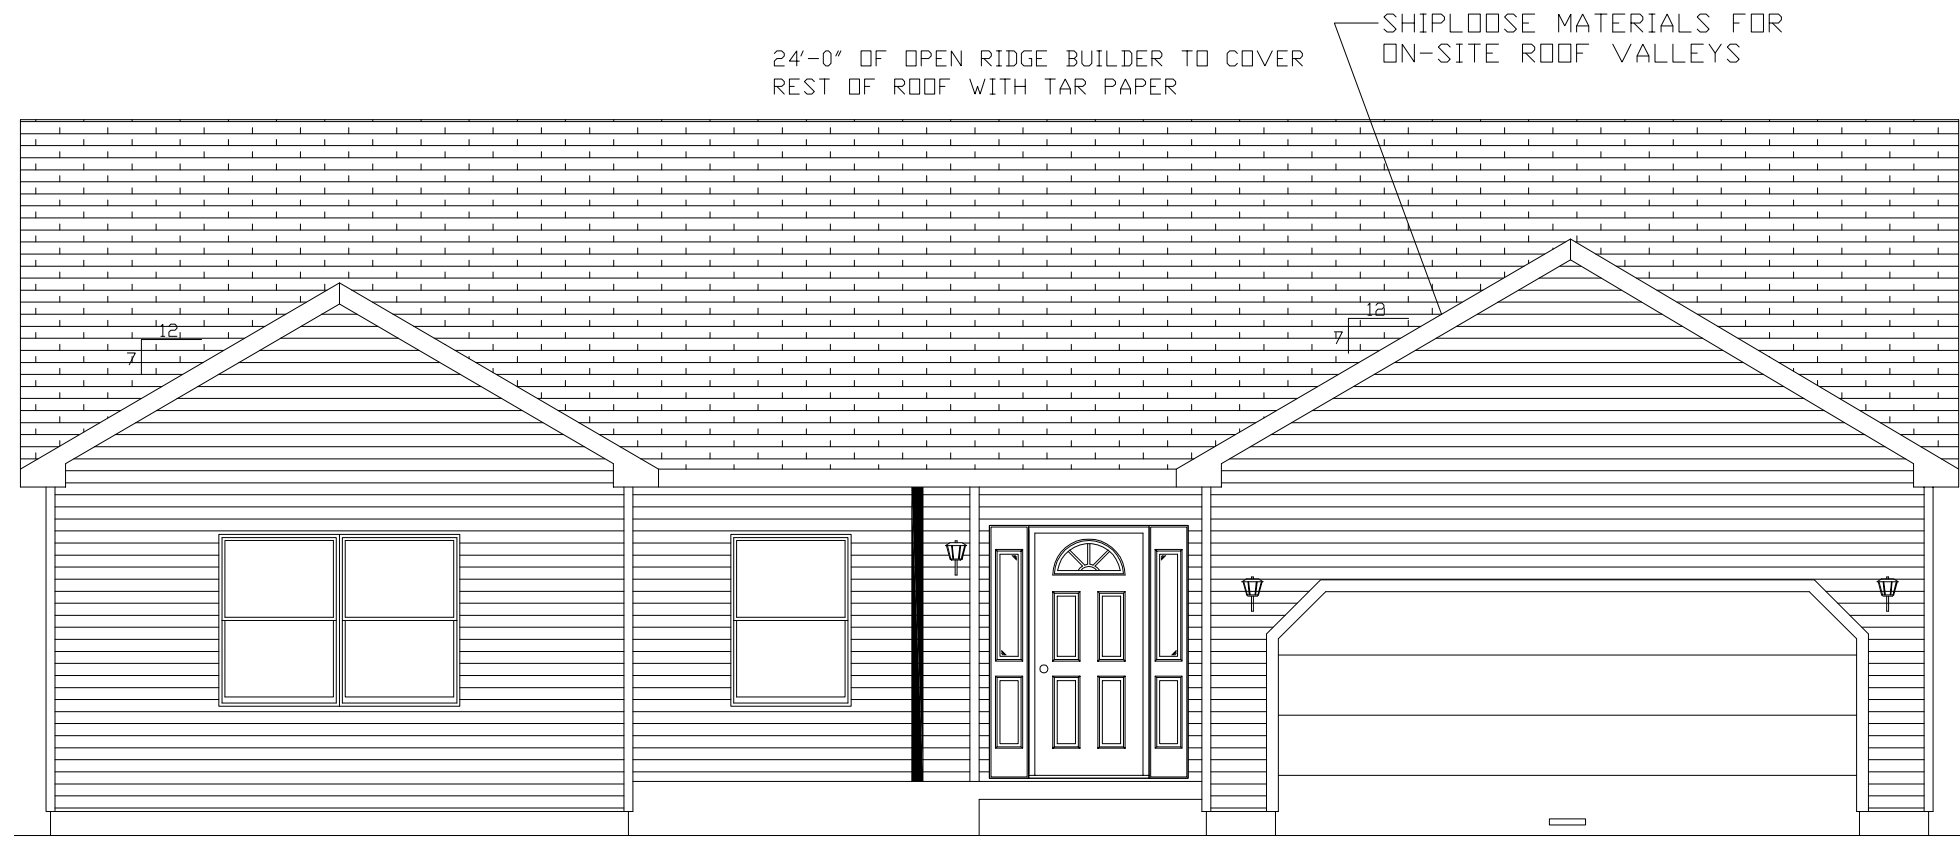 SHIPLOOSE MATERIALS FOR
ON-SITE ROOF VALLEYS
24'-0" OF OPEN RIDGE BUILDER TO COVER
REST OF ROOF WITH TAR PAPER
12
7
12
7